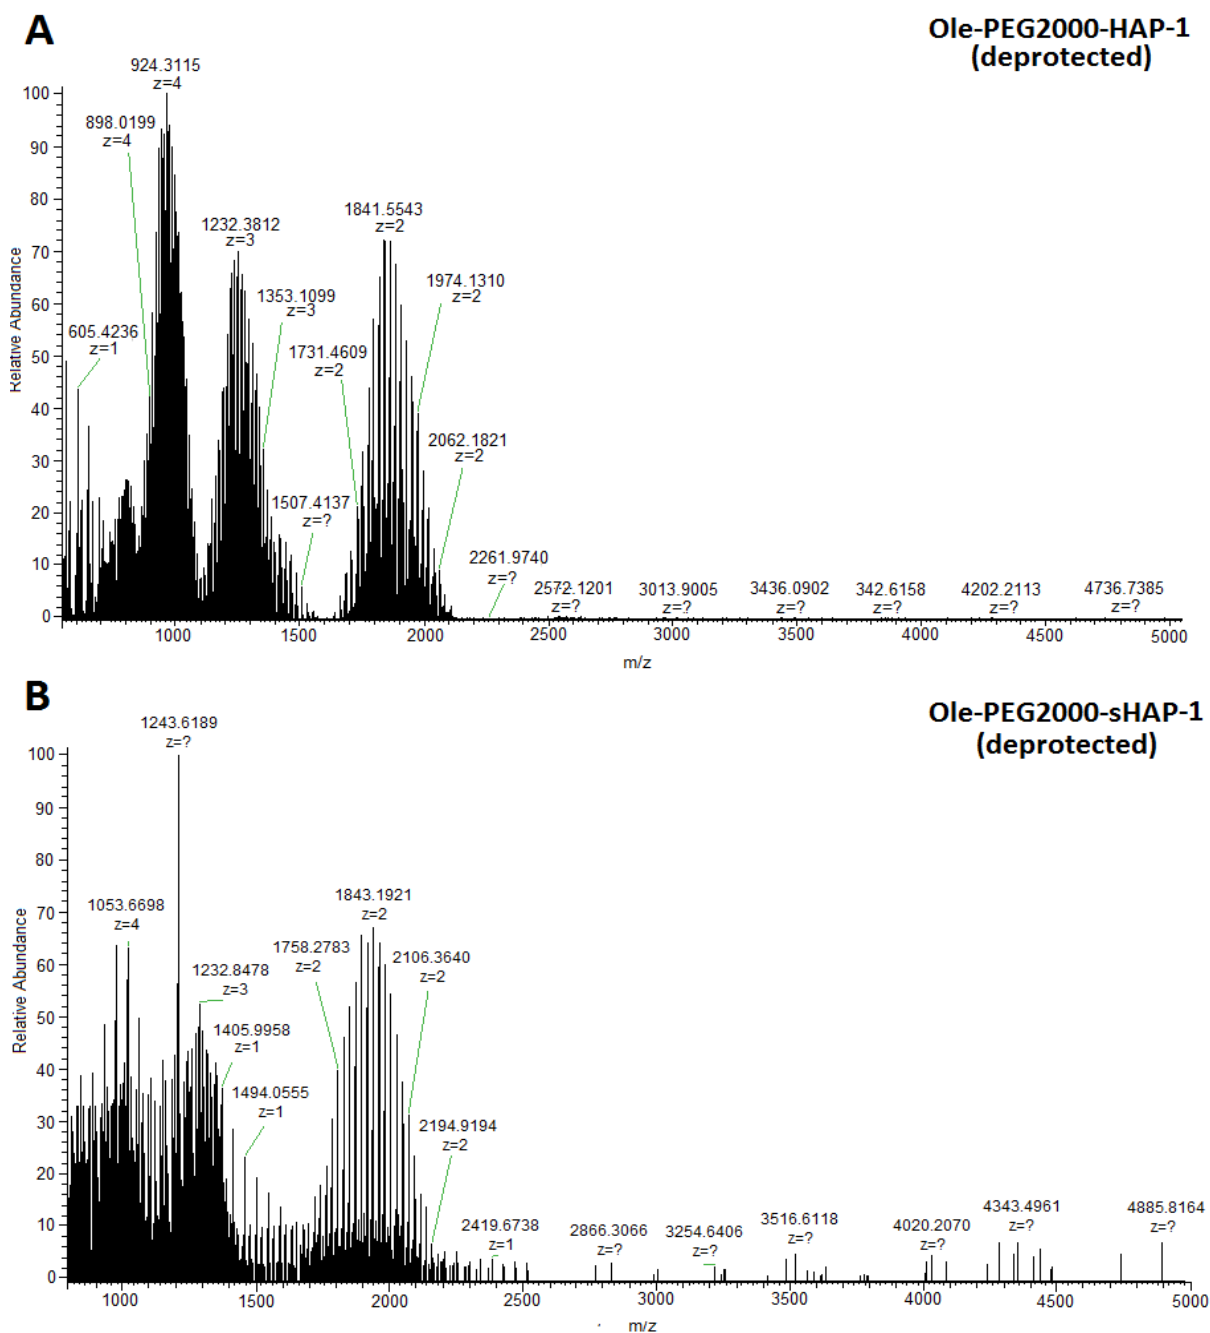 A
Ole-PEG2000-HAP-1
(deprotected)
924.3115
z=4
898.0199
z=4
1232.3812
z=3
1841.5543
z=2
1353.1099
z=3
1974.1310
z=2
605.4236
z=1
1731.4609
z=2
2062.1821
z=2
1507.4137
z=?
2261.9740
z=?
2572.1201
z=?
3013.9005
z=?
3436.0902
z=?
342.6158
z=?
4202.2113
z=?
4736.7385
z=?
100
90
80
70
60
50
40
30
20
10
0
Relative Abundance
1000 1500 2000 2500 3000 3500 4000 4500 5000
m/z
B
Ole-PEG2000-sHAP-1
(deprotected)
1243.6189
z=?
1053.6698
z=4
1843.1921
z=2
1758.2783
z=2
2106.3640
z=2
1232.8478
z=3
1405.9958
z=1
1494.0555
z=1
2194.9194
z=2
2419.6738
z=1
2866.3066
z=?
3254.6406
z=?
3516.6118
z=?
4020.2070
z=?
4343.4961
z=?
4885.8164
z=?
100
90
80
70
60
50
40
30
20
10
0
Relative Abundance
1000 1500 2000 2500 3000 3500 4000 4500 5000
m/z